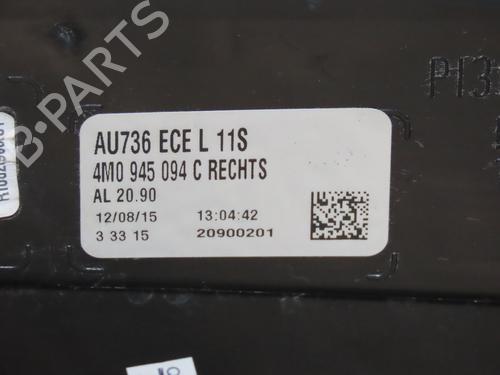 AU736 ECE L 11S
4M0 945 094 C RECHTS
AL 20.90
12/08/15 13:04:42
3 33 15 20900201
B-PARTS